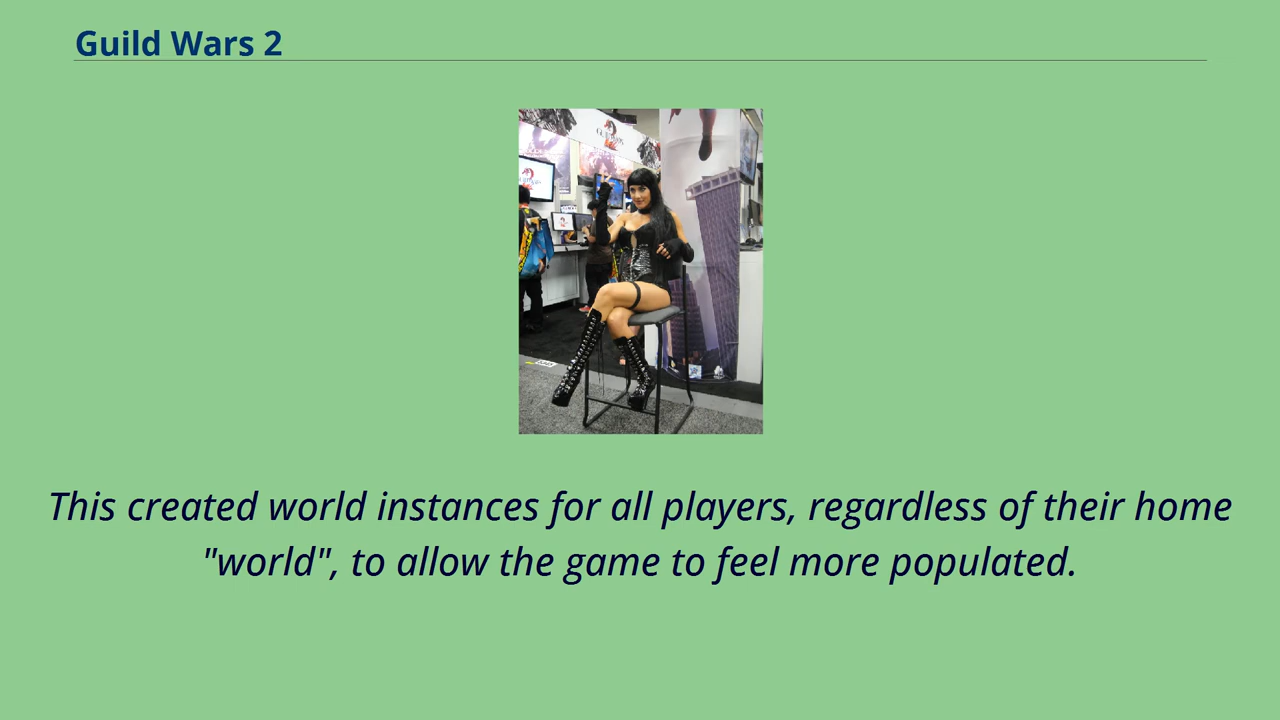 Guild Wars 2
This created world instances for all players, regardless of their home
"world", to allow the game to feel more populated.